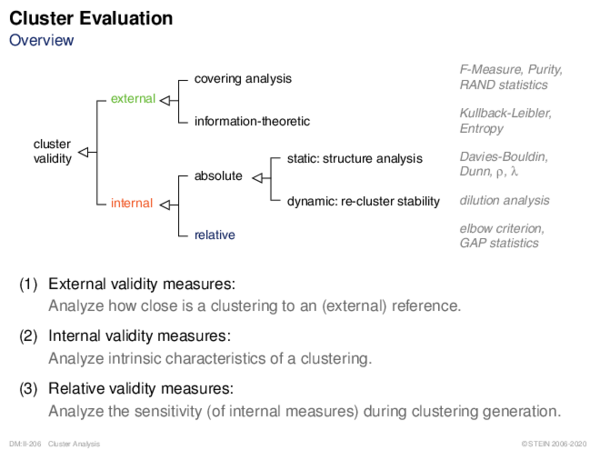 Cluster Evaluation
Overview
covering analysis
F-Measure, Purity,
RAND statistics
external
information-theoretic
Kullback-Leibler,
Entropy
cluster
validity
static: structure analysis
Davies-Bouldin,
Dunn, ρ, λ
absolute
internal
dynamic: re-cluster stability
dilution analysis
relative
elbow criterion,
GAP statistics
(1) External validity measures:
Analyze how close is a clustering to an (external) reference.
(2) Internal validity measures:
Analyze intrinsic characteristics of a clustering.
(3) Relative validity measures:
Analyze the sensitivity (of internal measures) during clustering generation.
DM:II-206 Cluster Analysis
© STEIN 2006-2020